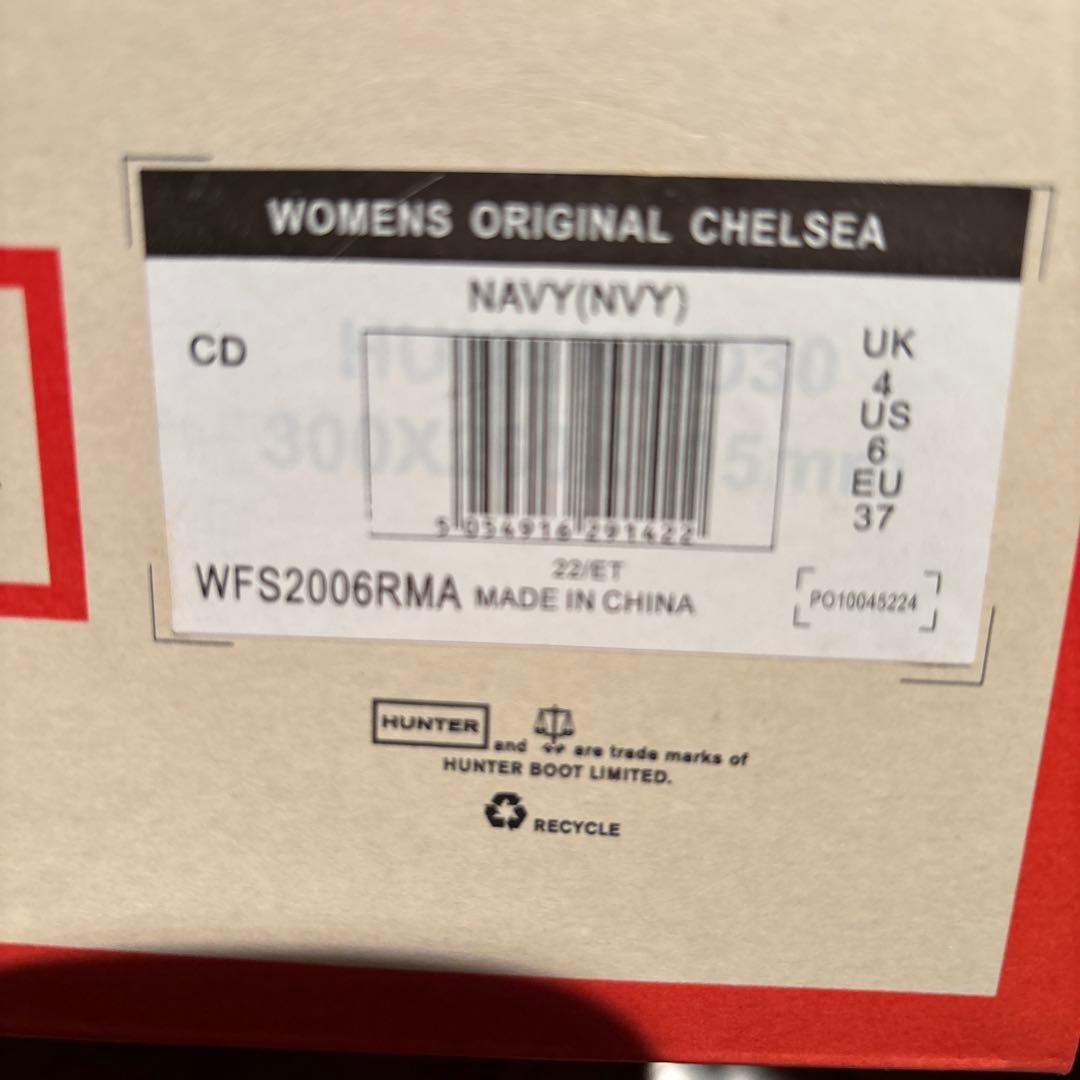 WOMENS ORIGINAL CHELSEA
NAVY(NVY)
CD
UK
4
US
6
EU
37
5 054916 291422
22/ET
WFS2006RMA MADE IN CHINA
PO10045224
HUNTER and are trade marks of
HUNTER BOOT LIMITED.
RECYCLE